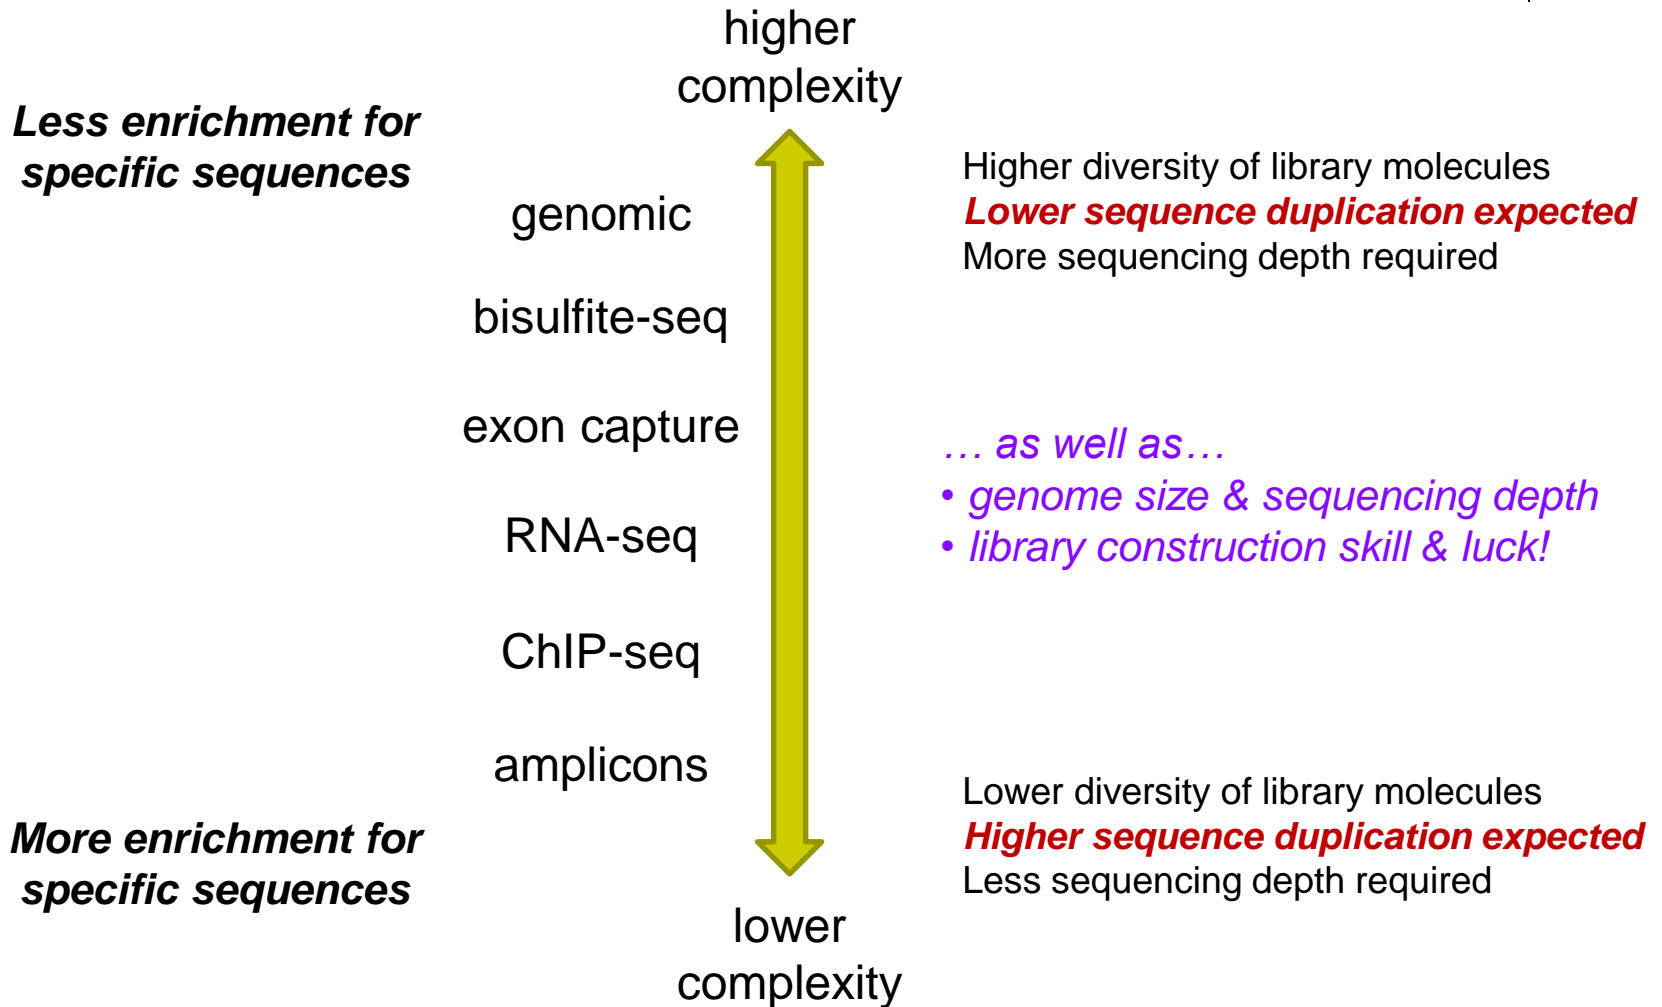 higher
complexity
Less enrichment for
specific sequences
genomic
bisulfite-seq
exon capture
RNA-seq
ChIP-seq
amplicons
More enrichment for
specific sequences
lower
complexity
Higher diversity of library molecules
Lower sequence duplication expected
More sequencing depth required
… as well as…
• genome size & sequencing depth
• library construction skill & luck!
Lower diversity of library molecules
Higher sequence duplication expected
Less sequencing depth required